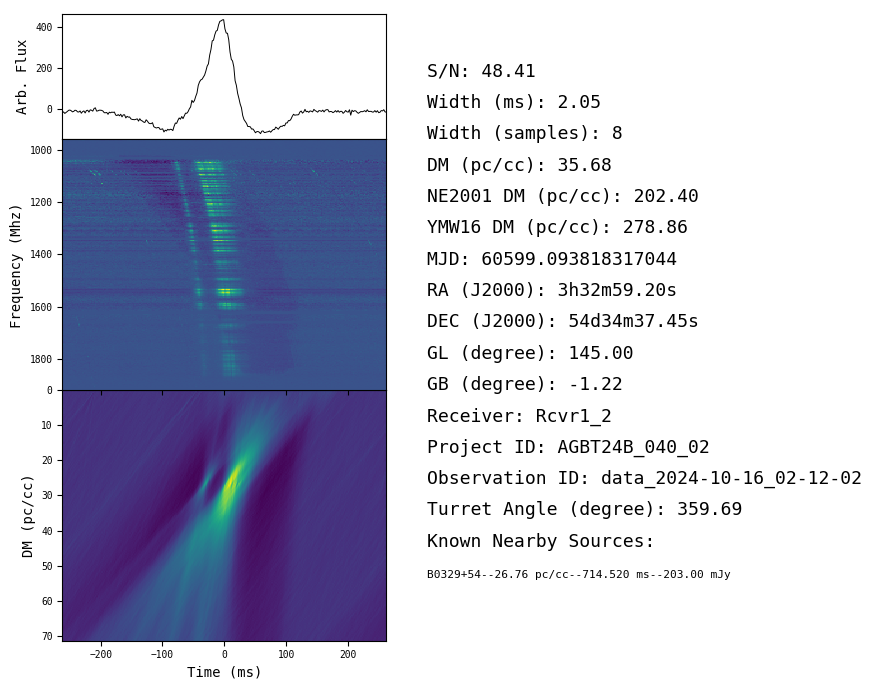 400
200
0
Arb. Flux
1000
1200
1400
1600
1800
Frequency (Mhz)
0
10
20
30
40
50
60
70
DM (pc/cc)
−200
−100
0
100
200
Time (ms)
S/N: 48.41
Width (ms): 2.05
Width (samples): 8
DM (pc/cc): 35.68
NE2001 DM (pc/cc): 202.40
YMW16 DM (pc/cc): 278.86
MJD: 60599.093818317044
RA (J2000): 3h32m59.20s
DEC (J2000): 54d34m37.45s
GL (degree): 145.00
GB (degree): -1.22
Receiver: Rcvr1_2
Project ID: AGBT24B_040_02
Observation ID: data_2024-10-16_02-12-02
Turret Angle (degree): 359.69
Known Nearby Sources:
B0329+54--26.76 pc/cc--714.520 ms--203.00 mJy